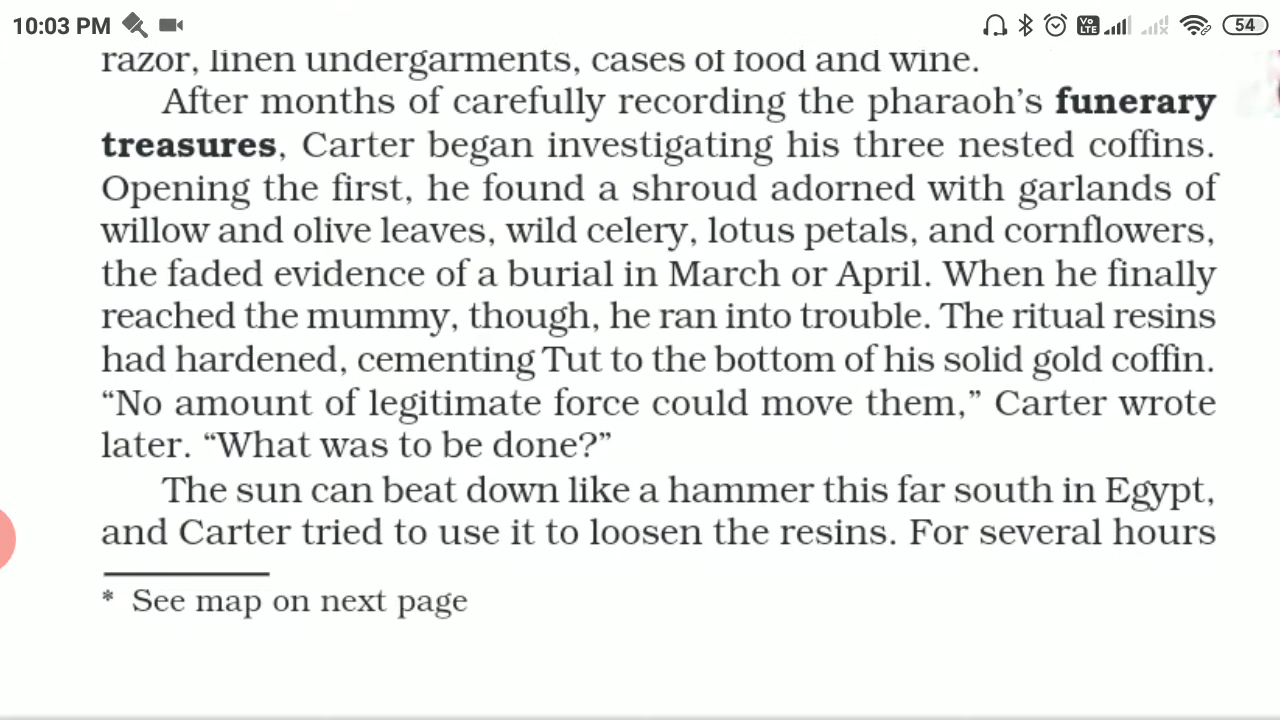 10:03 PM Vo LTE 54
razor, linen undergarments, cases of food and wine.
After months of carefully recording the pharaoh's funerary
treasures, Carter began investigating his three nested coffins.
Opening the first, he found a shroud adorned with garlands of
willow and olive leaves, wild celery, lotus petals, and cornflowers,
the faded evidence of a burial in March or April. When he finally
reached the mummy, though, he ran into trouble. The ritual resins
had hardened, cementing Tut to the bottom of his solid gold coffin.
“No amount of legitimate force could move them,” Carter wrote
later. “What was to be done?”
The sun can beat down like a hammer this far south in Egypt,
and Carter tried to use it to loosen the resins. For several hours
* See map on next page